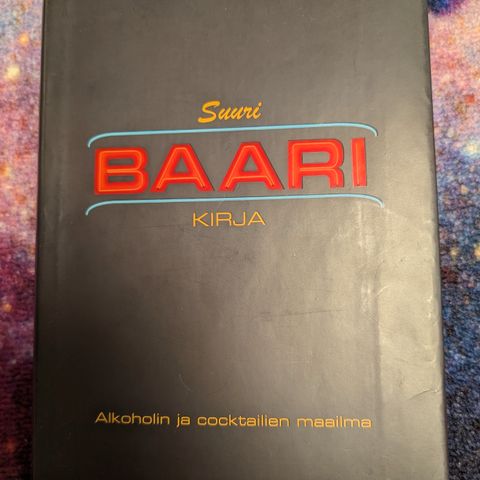 Suuri
BAARI
KIRJA
Alkoholin ja cocktailien maailma